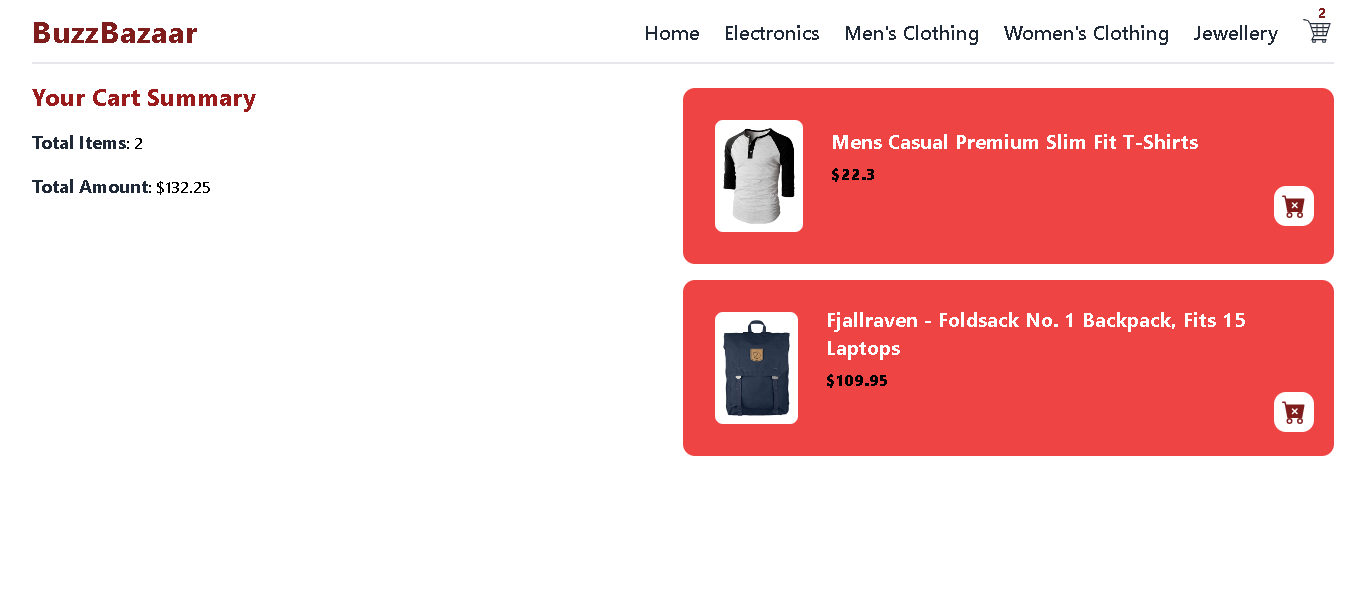 BuzzBazaar
Home Electronics Men's Clothing Women's Clothing Jewellery 2
Your Cart Summary
Total Items: 2
Total Amount: $132.25
Mens Casual Premium Slim Fit T-Shirts
$22.3
Fjallraven - Foldsack No. 1 Backpack, Fits 15
Laptops
$109.95